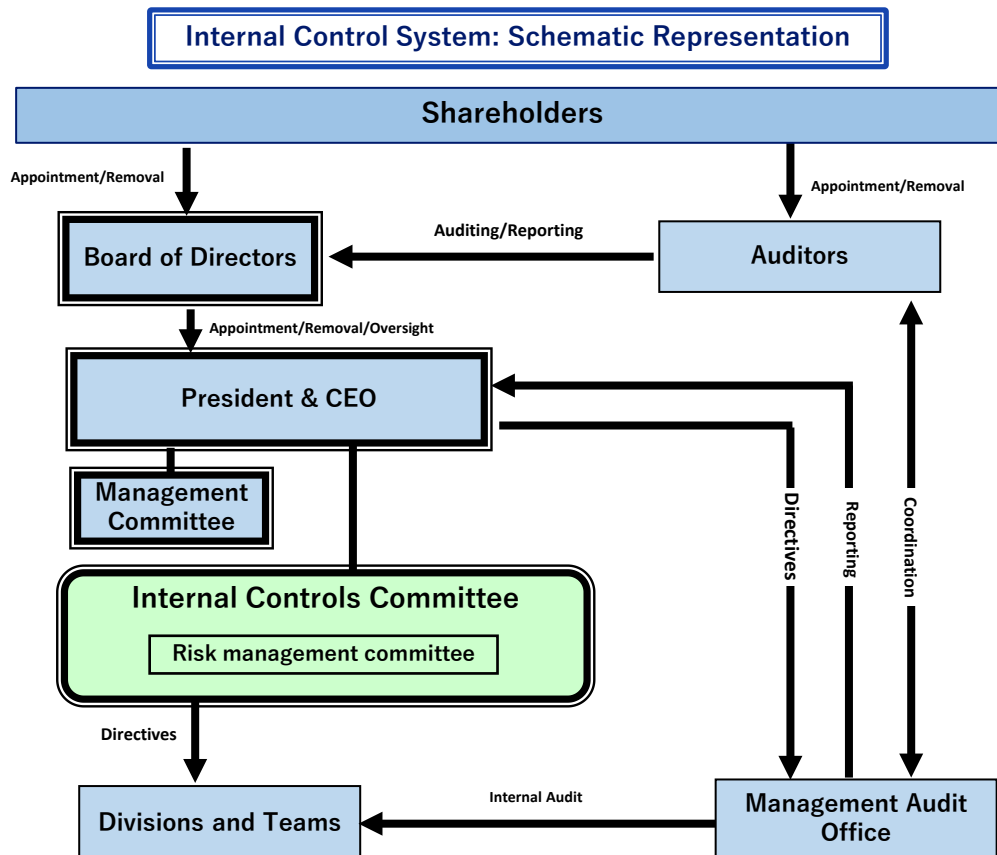 Internal Control System: Schematic Representation
Shareholders
Appointment/Removal
Appointment/Removal
Board of Directors
Auditing/Reporting
Auditors
Appointment/Removal/Oversight
President & CEO
Management
Committee
Directives
Reporting
Coordination
Internal Controls Committee
Risk management committee
Directives
Divisions and Teams
Internal Audit
Management Audit
Office